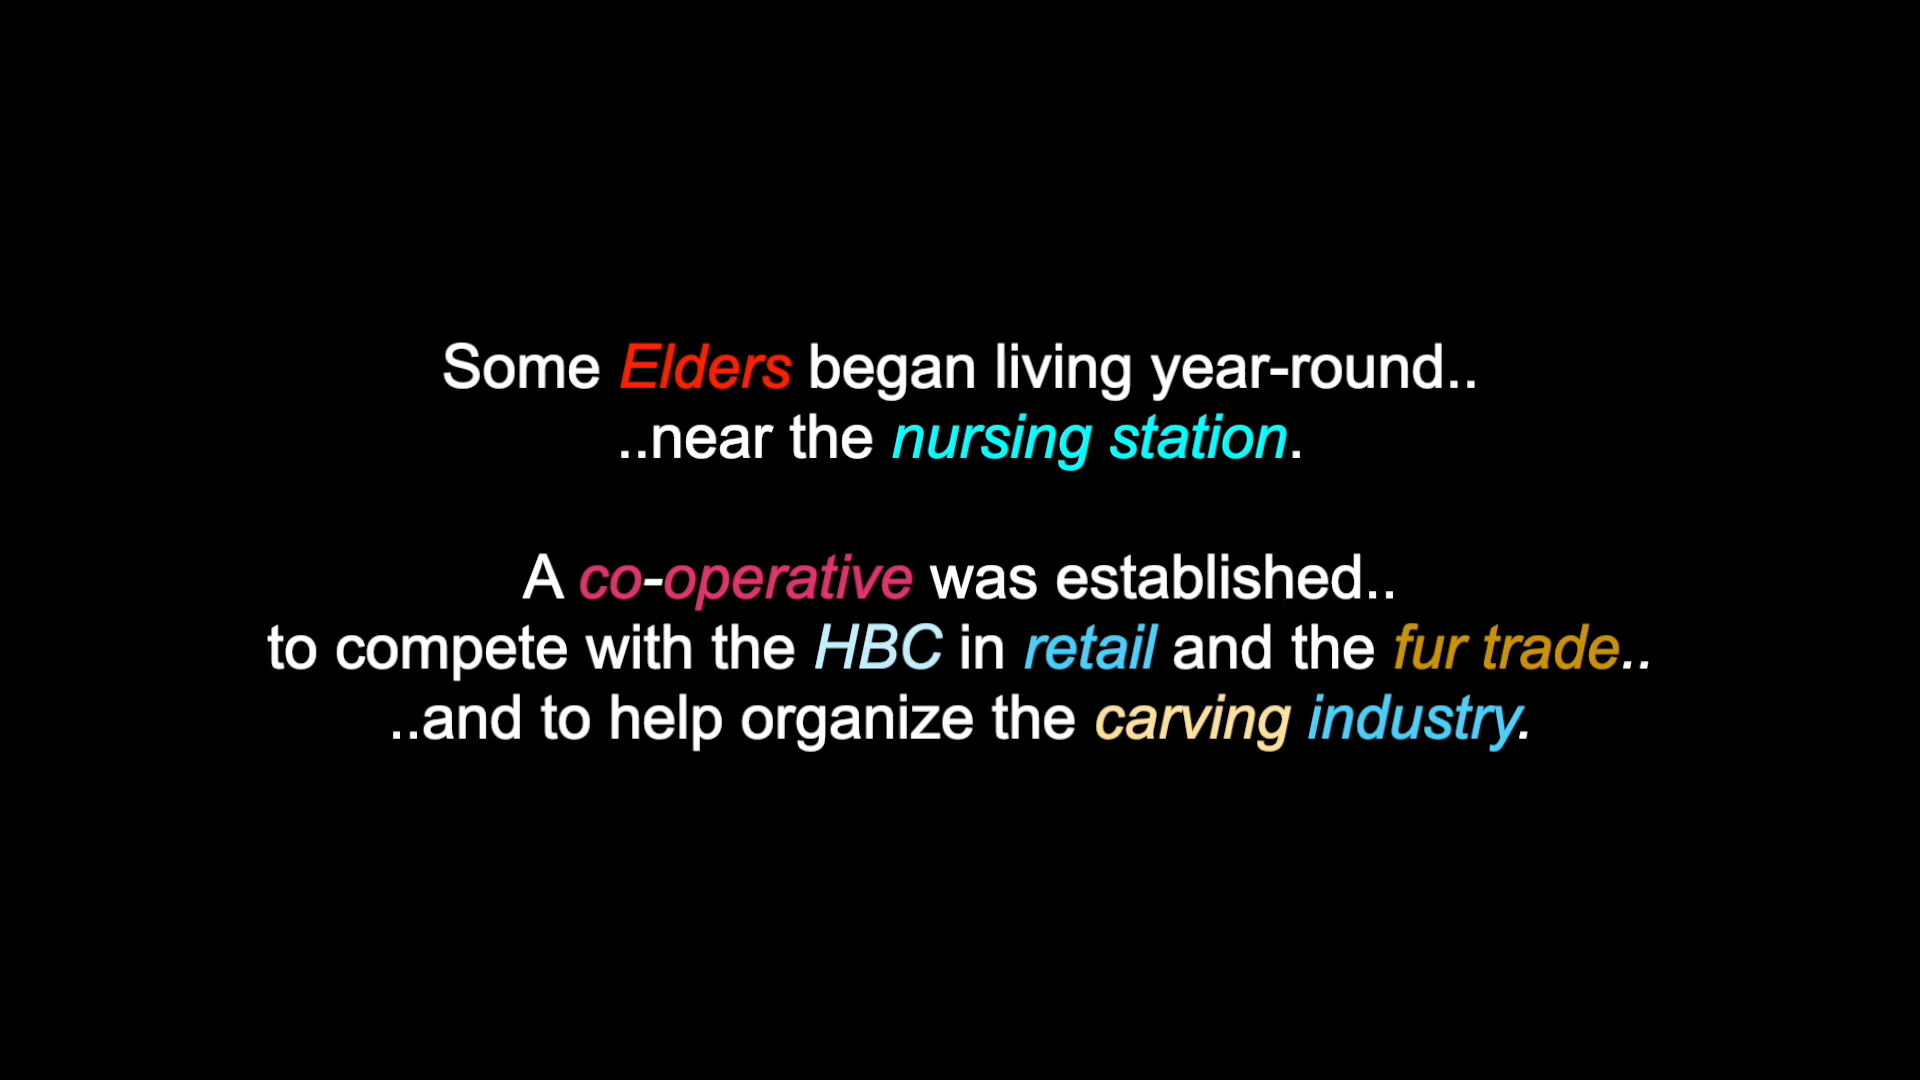 Some Elders began living year-round..
..near the nursing station.
A co-operative was established..
to compete with the HBC in retail and the fur trade..
..and to help organize the carving industry.